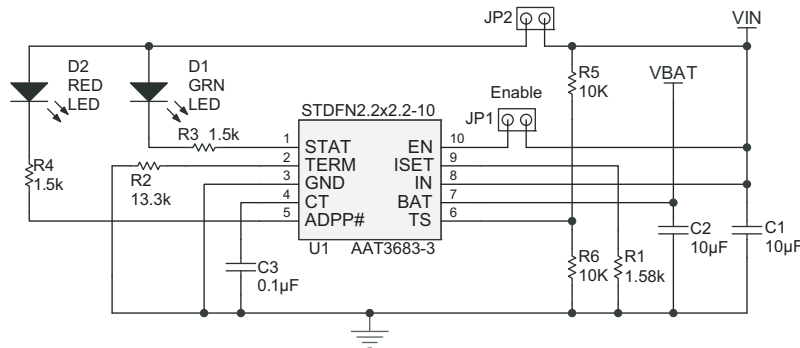 JP2
VIN
D2
RED
LED
D1
GRN
LED
R5
10K
VBAT
Enable
JP1
STDFN2.2x2.2-10
R3 1.5k
R4
1.5k
R2
13.3k
1 STAT EN 10
2 TERM ISET 9
3 GND IN 8
4 CT BAT 7
5 ADPP# TS 6
U1 AAT3683-3
C3
0.1µF
R6
10K
R1
1.58k
C2
10µF
C1
10µF